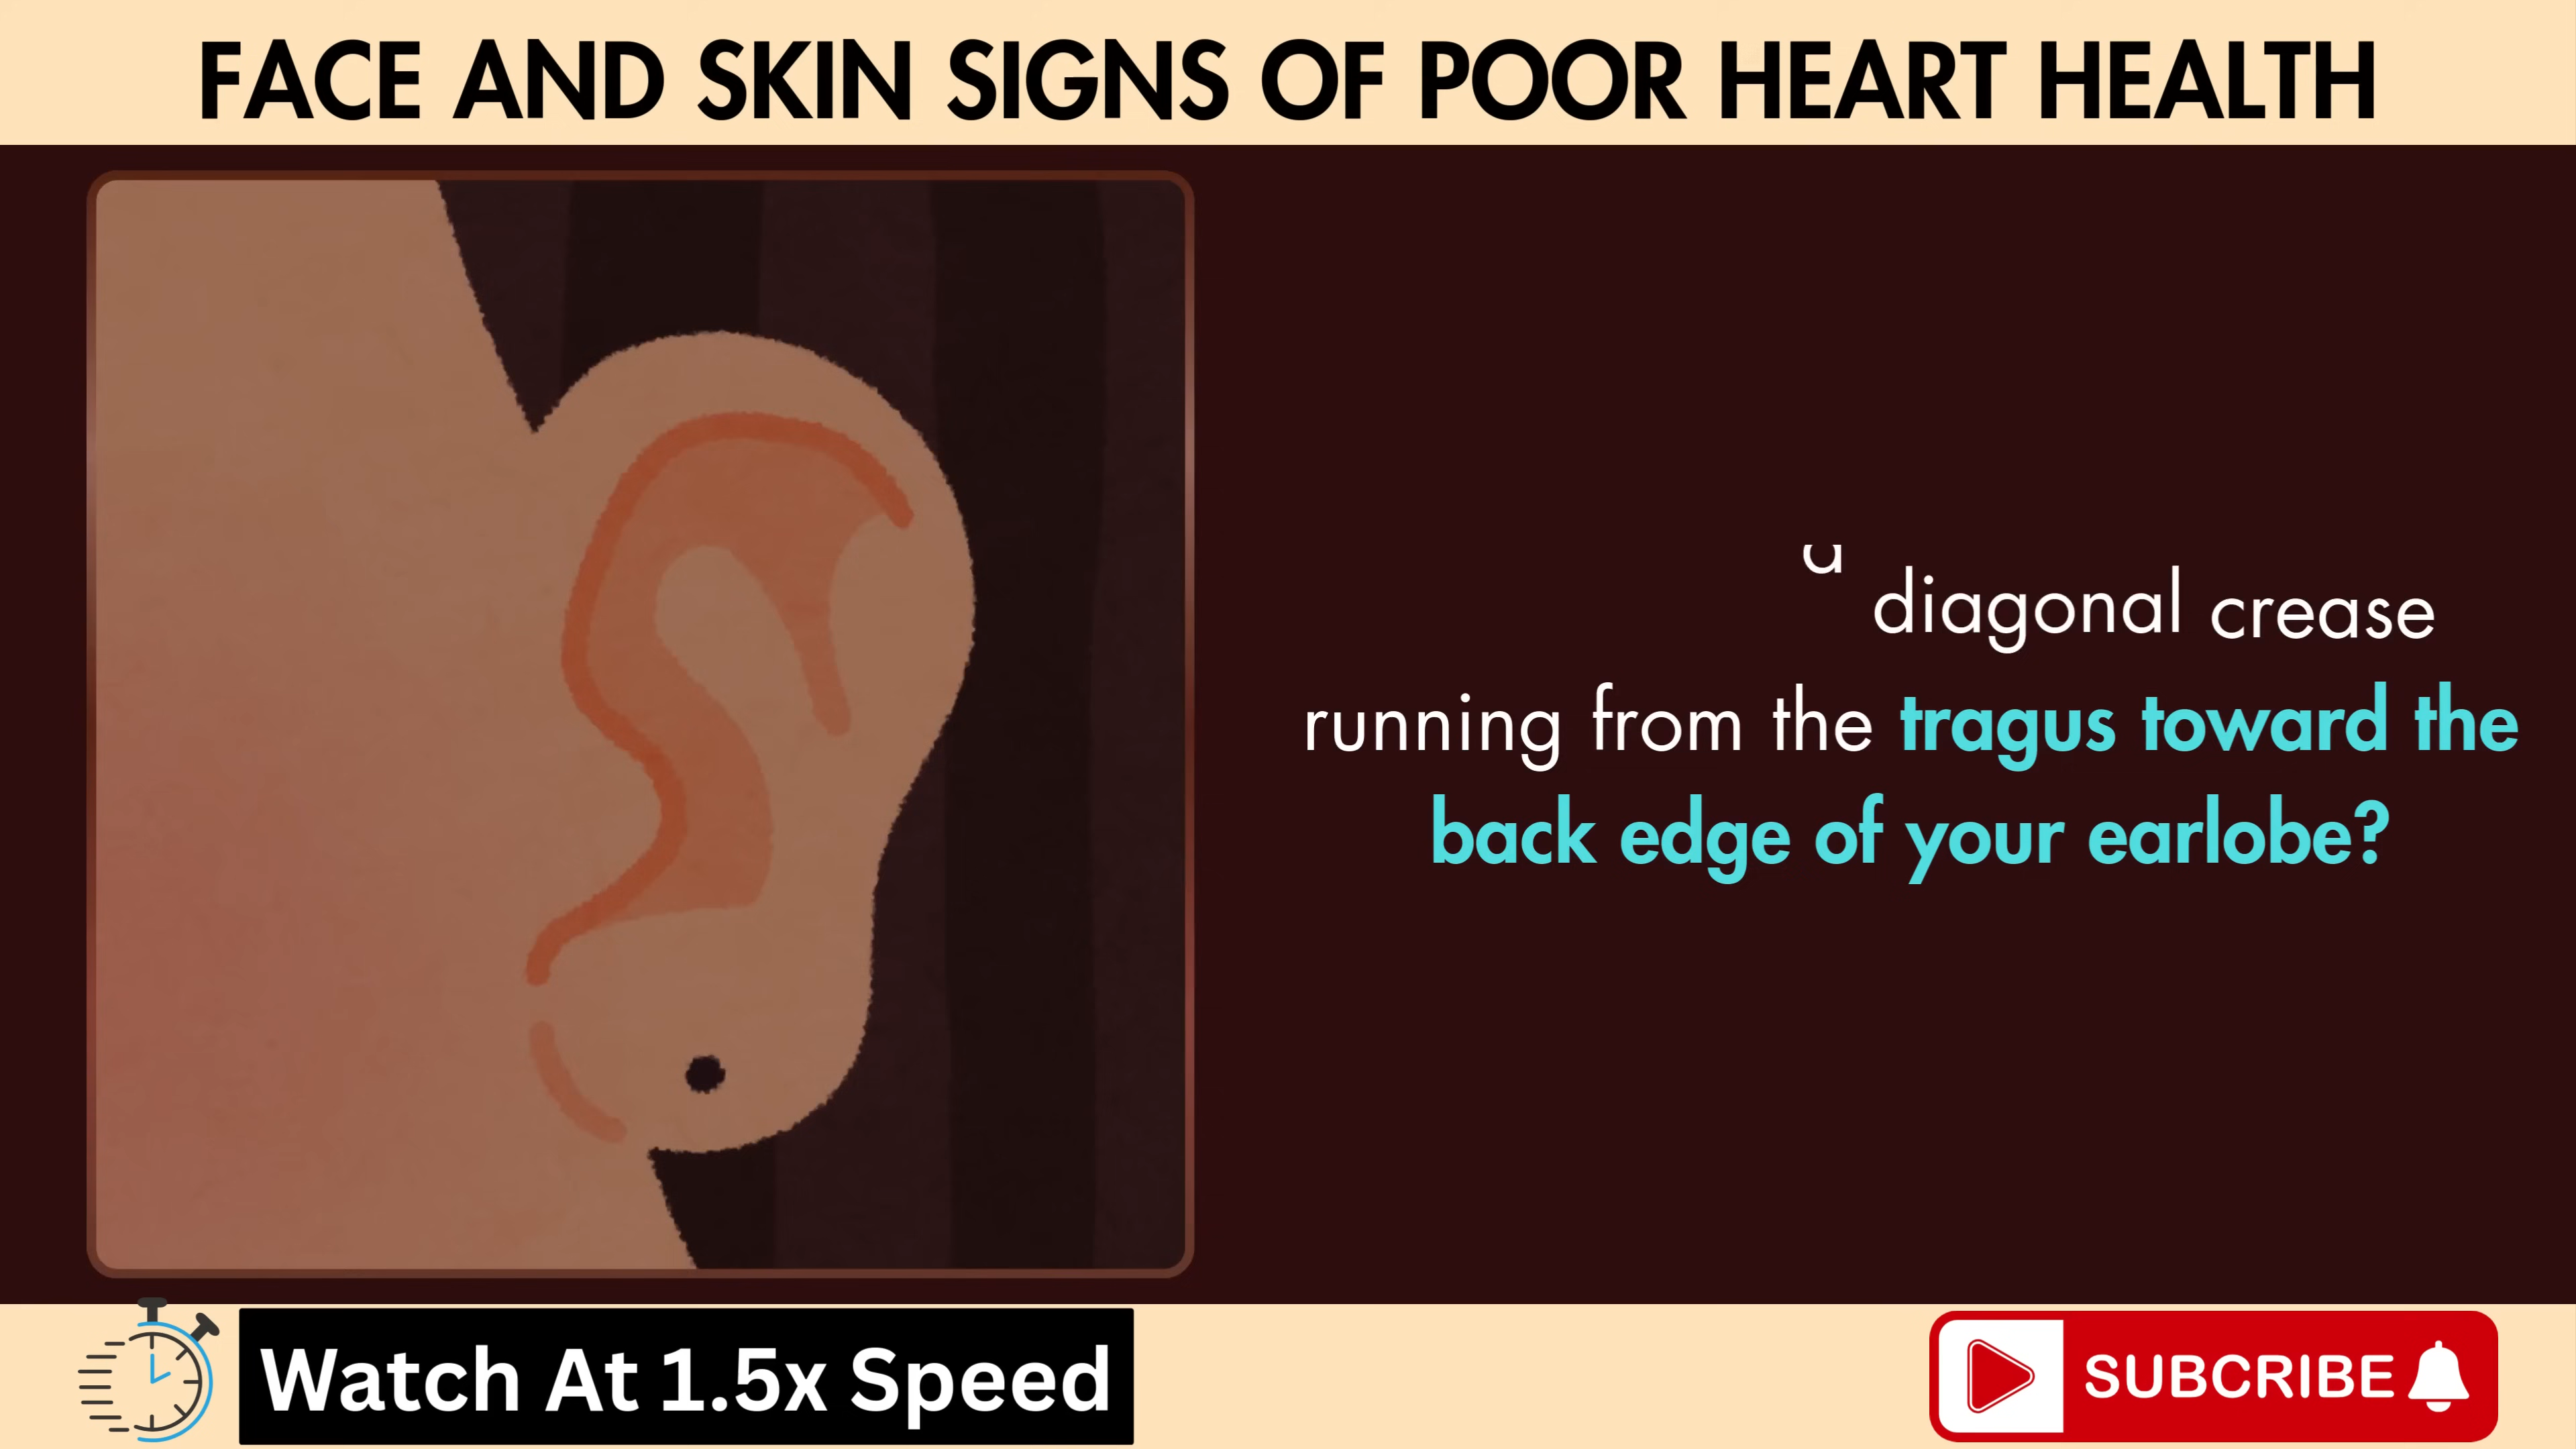 FACE AND SKIN SIGNS OF POOR HEART HEALTH
a diagonal crease
running from the tragus toward the
back edge of your earlobe?
Watch At 1.5x Speed
SUBCRIBE